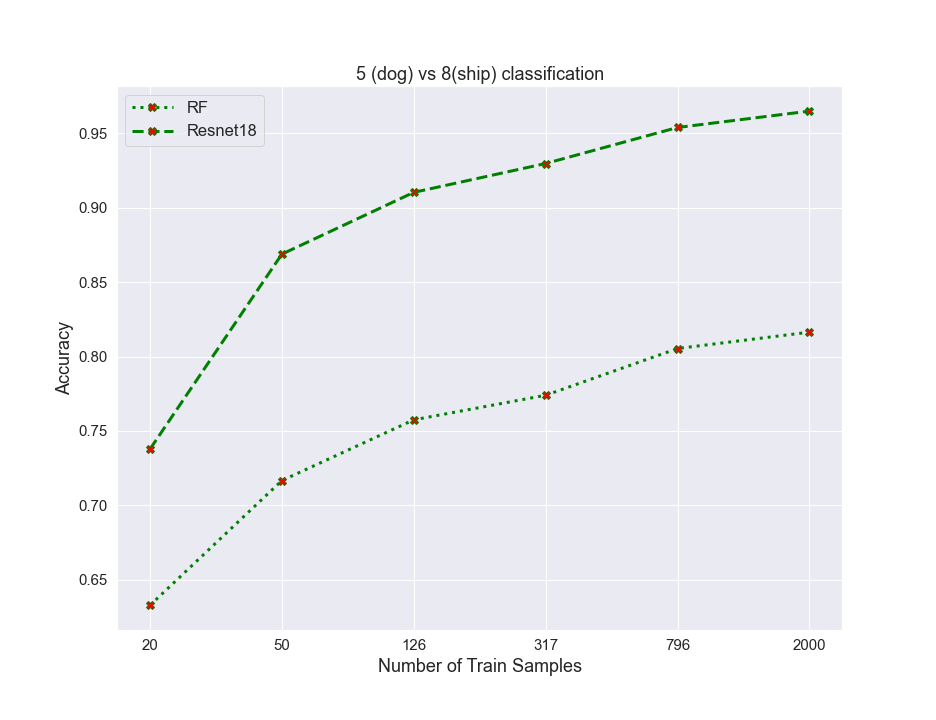 5 (dog) vs 8(ship) classification
RF
Resnet18
0.95
0.90
0.85
0.80
0.75
0.70
0.65
Accuracy
20 50 126 317 796 2000
Number of Train Samples